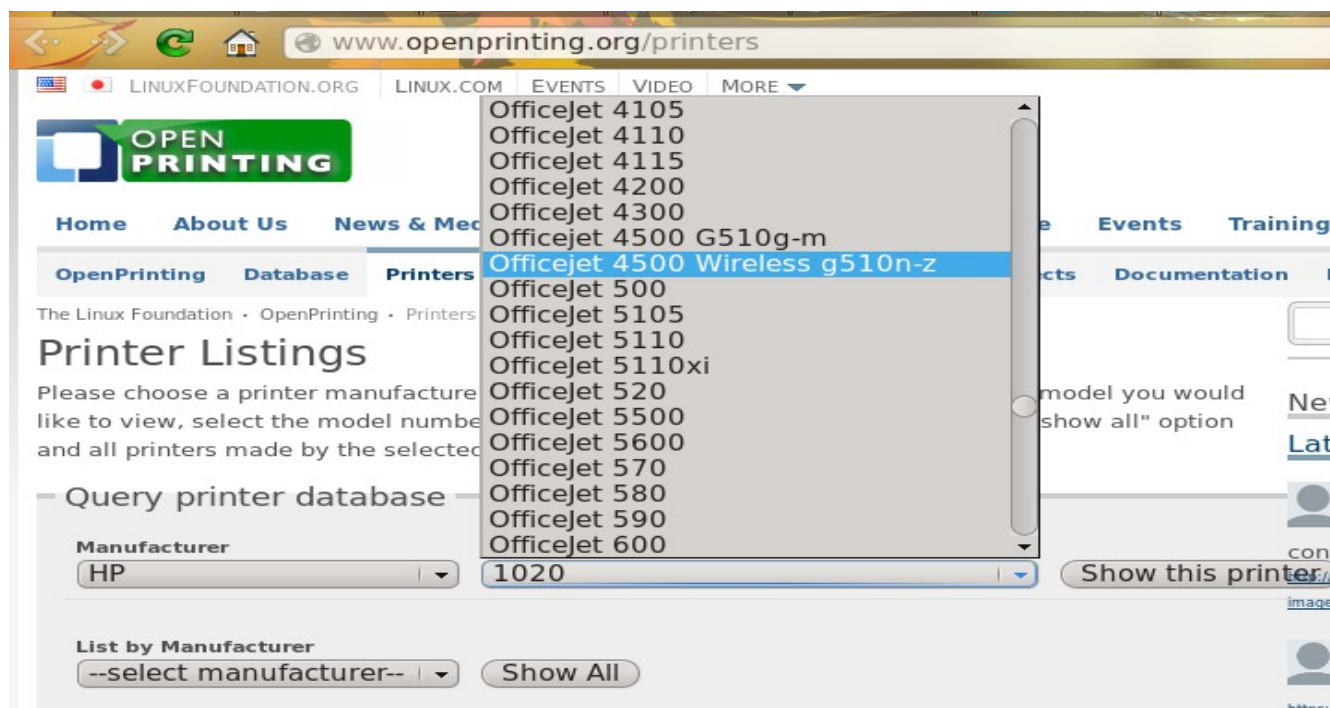 www.openprinting.org/printers
LINUXFOUNDATION.ORG LINUX.COM EVENTS VIDEO MORE
OPEN
PRINTING
Home About Us News & Med e Events Training
OpenPrinting Database Printers cts Documentation
The Linux Foundation · OpenPrinting · Printers
Printer Listings
Please choose a printer manufacture model you would
like to view, select the model numbe show all" option
and all printers made by the selected
OfficeJet 4105
OfficeJet 4110
OfficeJet 4115
OfficeJet 4200
OfficeJet 4300
Officejet 4500 G510g-m
Officejet 4500 Wireless g510n-z
OfficeJet 500
OfficeJet 5105
OfficeJet 5110
OfficeJet 5110xi
OfficeJet 520
OfficeJet 5500
OfficeJet 5600
OfficeJet 570
OfficeJet 580
OfficeJet 590
OfficeJet 600
Query printer database
Manufacturer
HP 1020 Show this printer
List by Manufacturer
--select manufacturer-- Show All
Ne
Lat
con
image